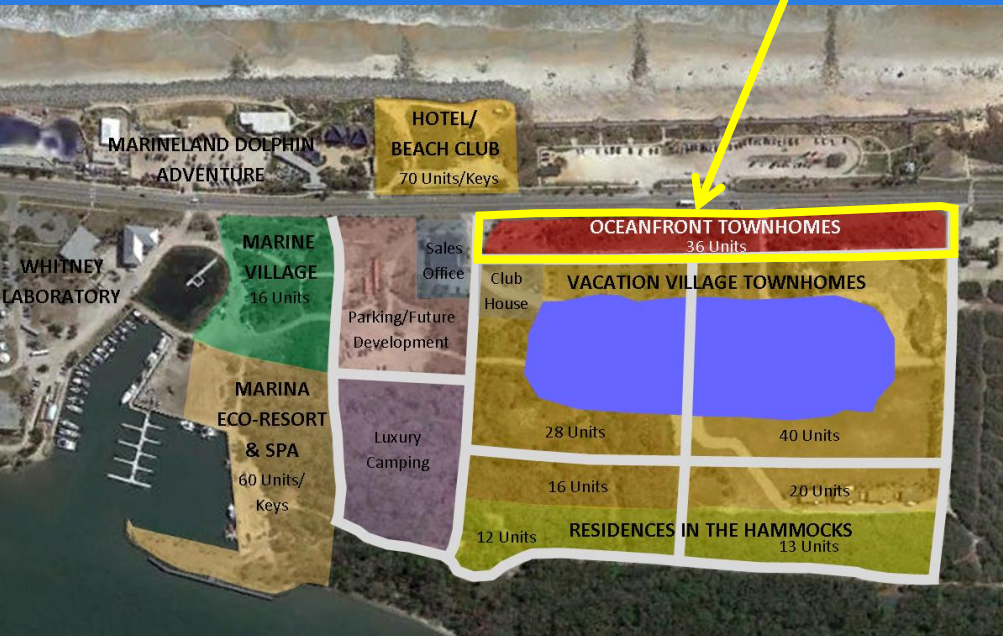 HOTEL/
BEACH CLUB
70 Units/Keys
MARINELAND DOLPHIN
ADVENTURE
OCEANFRONT TOWNHOMES
36 Units
MARINE
VILLAGE
16 Units
Sales
Office
WHITNEY
LABORATORY
Club
House
VACATION VILLAGE TOWNHOMES
Parking/Future
Development
MARINA
ECO-RESORT
& SPA
60 Units/
Keys
Luxury
Camping
28 Units
40 Units
16 Units
20 Units
12 Units
RESIDENCES IN THE HAMMOCKS
13 Units